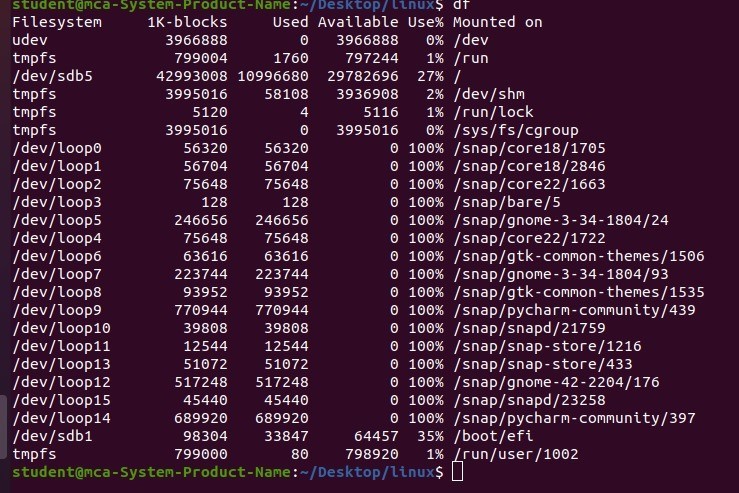 student@mca-System-Product-Name:~/Desktop/linux$ df
Filesystem     1K-blocks     Used Available Use% Mounted on
udev             3966888        0   3966888   0% /dev
tmpfs             799004     1760    797244   1% /run
/dev/sdb5       42993008 10996680  29782696  27% /
tmpfs            3995016    58108   3936908   2% /dev/shm
tmpfs               5120        4      5116   1% /run/lock
tmpfs            3995016        0   3995016   0% /sys/fs/cgroup
/dev/loop0         56320    56320         0 100% /snap/core18/1705
/dev/loop1         56704    56704         0 100% /snap/core18/2846
/dev/loop2         75648    75648         0 100% /snap/core22/1663
/dev/loop3           128      128         0 100% /snap/bare/5
/dev/loop5        246656   246656         0 100% /snap/gnome-3-34-1804/24
/dev/loop4         75648    75648         0 100% /snap/core22/1722
/dev/loop6         63616    63616         0 100% /snap/gtk-common-themes/1506
/dev/loop7        223744   223744         0 100% /snap/gnome-3-34-1804/93
/dev/loop8         93952    93952         0 100% /snap/gtk-common-themes/1535
/dev/loop9        770944   770944         0 100% /snap/pycharm-community/439
/dev/loop10        39808    39808         0 100% /snap/snapd/21759
/dev/loop11        12544    12544         0 100% /snap/snap-store/1216
/dev/loop13        51072    51072         0 100% /snap/snap-store/433
/dev/loop12       517248   517248         0 100% /snap/gnome-42-2204/176
/dev/loop15        45440    45440         0 100% /snap/snapd/23258
/dev/loop14       689920   689920         0 100% /snap/pycharm-community/397
/dev/sdb1          98304    33847     64457  35% /boot/efi
tmpfs             799000       80    798920   1% /run/user/1002
student@mca-System-Product-Name:~/Desktop/linux$